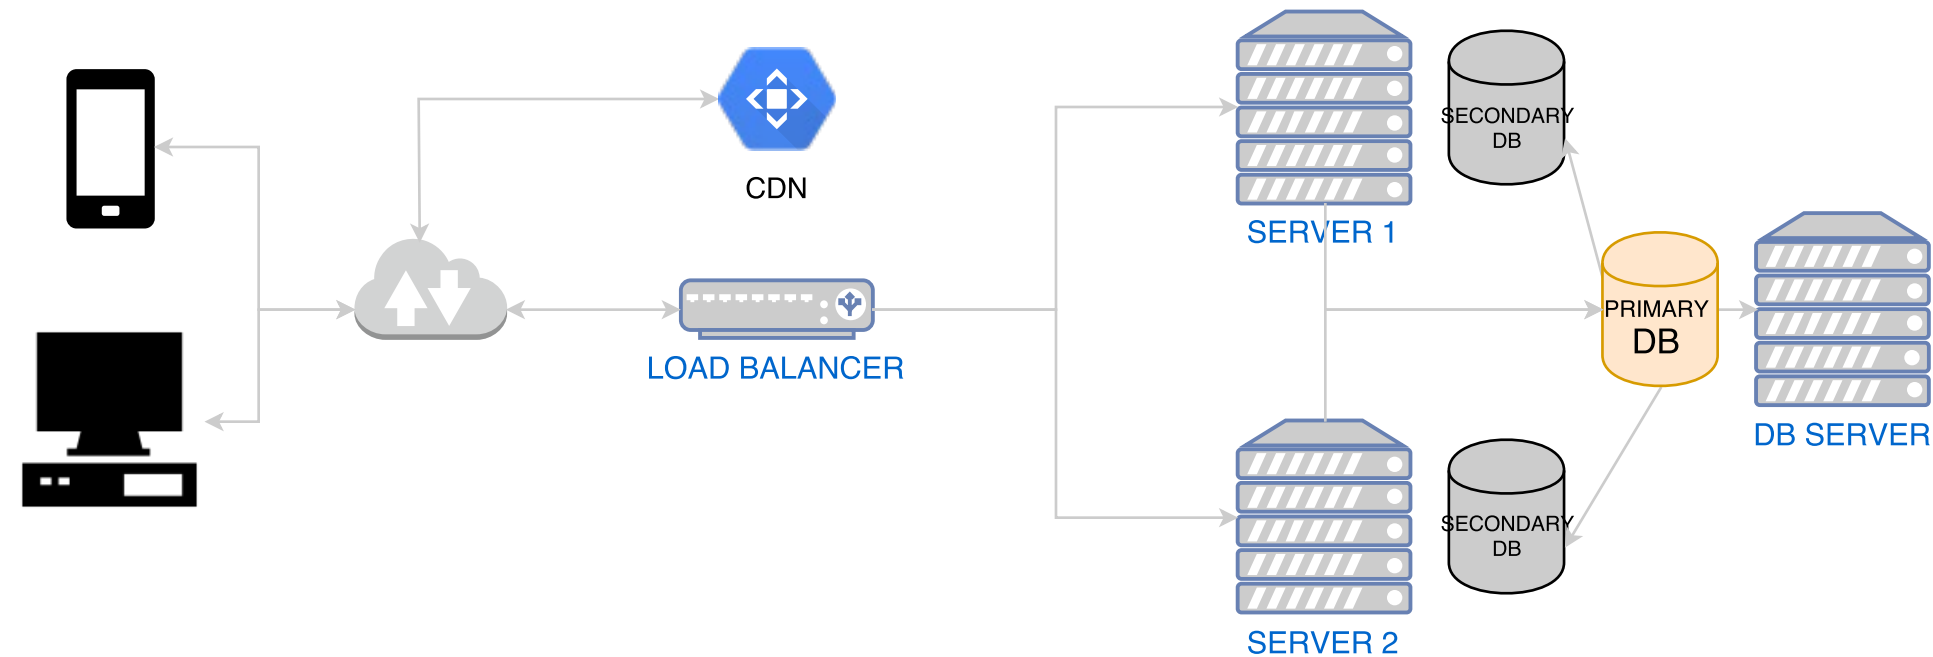 CDN
LOAD BALANCER
SERVER 1
SECONDARY
DB
PRIMARY
DB
DB SERVER
SECONDARY
DB
SERVER 2